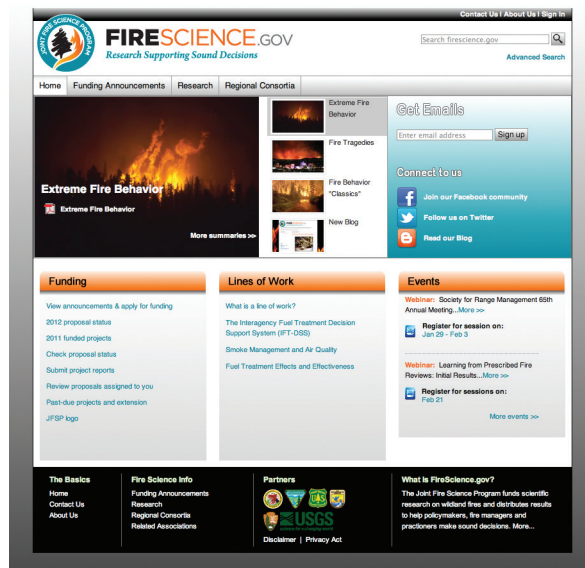 Contact Us | About Us | Sign In
JOINT FIRE SCIENCE PROGRAM
FIRESCIENCE.GOV
Research Supporting Sound Decisions
Search firescience.gov
Advanced Search
Home Funding Announcements Research Regional Consortia
Extreme Fire Behavior
Extreme Fire Behavior
More summaries >>
Extreme Fire
Behavior
Fire Tragedies
Fire Behavior
"Classics"
New Blog
Get Emails
Enter email address Sign up
Connect to us
Join our Facebook community
Follow us on Twitter
Read our Blog
Funding
View announcements & apply for funding
2012 proposal status
2011 funded projects
Check proposal status
Submit project reports
Review proposals assigned to you
Past-due projects and extension
JFSP logo
Lines of Work
What is a line of work?
The Interagency Fuel Treatment Decision
Support System (IFT-DSS)
Smoke Management and Air Quality
Fuel Treatment Effects and Effectiveness
Events
Webinar: Society for Range Management 65th
Annual Meeting...More >>
Register for session on:
Jan 29 - Feb 3
Webinar: Learning from Prescribed Fire
Reviews: Initial Results...More >>
Register for sessions on:
Feb 21
More events >>
The Basics
Home
Contact Us
About Us
Fire Science Info
Funding Announcements
Research
Regional Consortia
Related Associations
Partners
USGS
Disclaimer | Privacy Act
What is FireScience.gov?
The Joint Fire Science Program funds scientific
research on wildland fires and distributes results
to help policymakers, fire managers and
practioners make sound decisions. More...